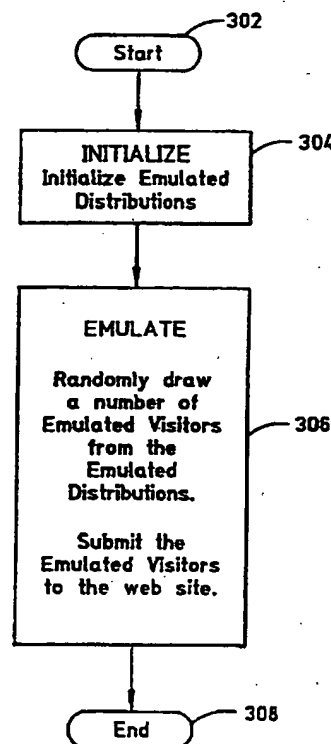 302
Start
304
INITIALIZE
Initialize Emulated
Distributions
EMULATE
Randomly draw
a number of
Emulated Visitors
from the
Emulated
Distributions.
306
Submit the
Emulated Visitors
to the web site.
308
End